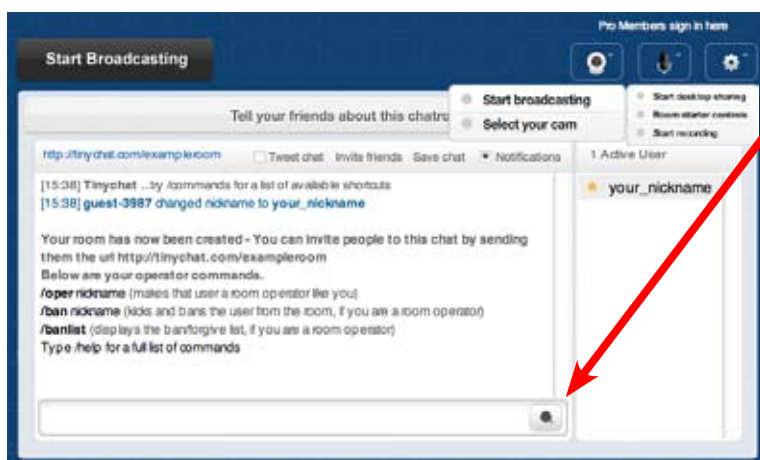 Pro Members sign in here
Start Broadcasting
Start broadcasting
Select your cam
Start desktop sharing
Room starter controls
Start recording
Tell your friends about this chatro
http://tinychat.com/exampleroom
Tweet chat Invite friends Save chat Notifications
1 Active User
[15:38] Tinychat ...try /commands for a list of available shortcuts
[15:38] guest-3987 changed nickname to your_nickname
your_nickname
Your room has now been created - You can invite people to this chat by sending
them the url http://tinychat.com/exampleroom
Below are your operator commands.
/oper nickname (makes that user a room operator like you)
/ban nickname (kicks and bans the user from the room, if you are a room operator)
/banlist (displays the ban/forgive list, if you are a room operator)
Type /help for a full list of commands